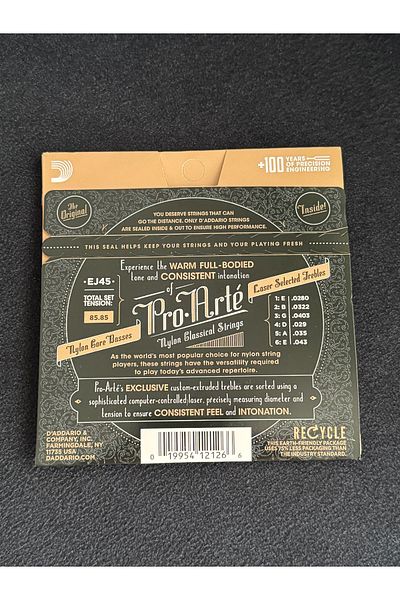 +100 YEARS OF PRECISION ENGINEERING
The Original
YOU DESERVE STRINGS THAT CAN
GO THE DISTANCE. ONLY D'ADDARIO STRINGS
ARE SEALED INSIDE & OUT TO ENSURE HIGH PERFORMANCE.
Inside!
THIS SEAL HELPS KEEP YOUR STRINGS AND YOUR PLAYING FRESH
Experience the WARM FULL-BODIED
tone and CONSISTENT intonation
of
•EJ45•
TOTAL SET
TENSION:
85.85
Nylon Core Basses
Pro•Arté
Nylon Classical Strings
Laser Selected Trebles
1: E .0280
2: B .0322
3: G .0403
4: D .029
5: A .035
6: E .043
As the world's most popular choice for nylon string
players, these strings have the versatility required
to play today's advanced repertoire.
Pro-Arté's EXCLUSIVE custom-extruded trebles are sorted using a
sophisticated computer-controlled laser, precisely measuring diameter and
tension to ensure CONSISTENT FEEL and INTONATION.
D'ADDARIO &
COMPANY, INC.
FARMINGDALE, NY
11735 USA
DADDARIO.COM
0 19954 12126 6
RECYCLE
THIS EARTH-FRIENDLY PACKAGE
USES 75% LESS PACKAGING THAN
THE INDUSTRY STANDARD.